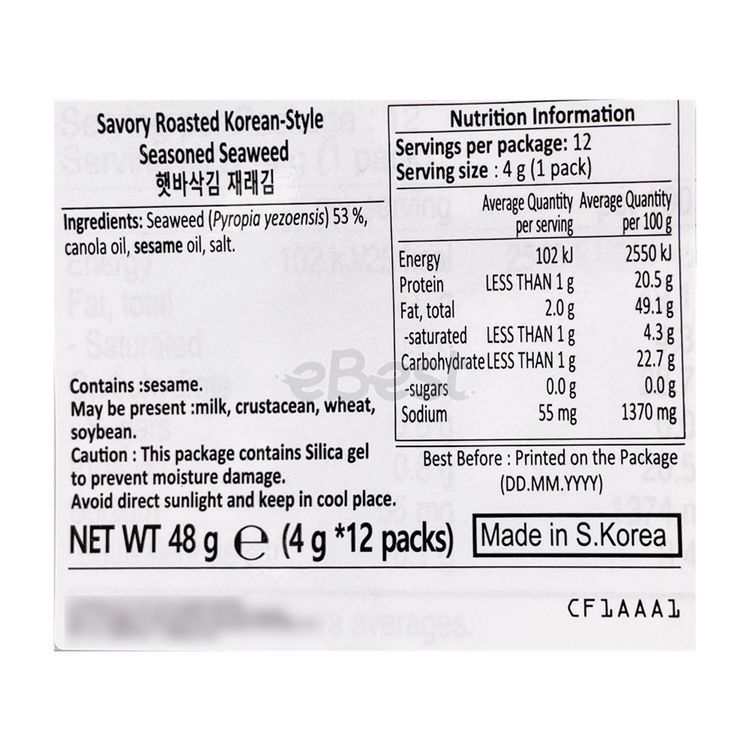 Savory Roasted Korean-Style
Seasoned Seaweed
햇바삭김 재래김
Ingredients: Seaweed (Pyropia yezoensis) 53 %,
canola oil, sesame oil, salt.
Contains :sesame.
May be present :milk, crustacean, wheat,
soybean.
Caution : This package contains Silica gel
to prevent moisture damage.
Avoid direct sunlight and keep in cool place.
Nutrition Information
Servings per package: 12
Serving size : 4 g (1 pack)
Average Quantity Average Quantity
per serving per 100 g
Energy 102 kJ 2550 kJ
Protein LESS THAN 1 g 20.5 g
Fat, total 2.0 g 49.1 g
-saturated LESS THAN 1 g 4.3 g
Carbohydrate LESS THAN 1 g 22.7 g
-sugars 0.0 g 0.0 g
Sodium 55 mg 1370 mg
Best Before : Printed on the Package
(DD.MM.YYYY)
NET WT 48 g ℮ (4 g *12 packs)
Made in S.Korea
CF1AAA1
eBest